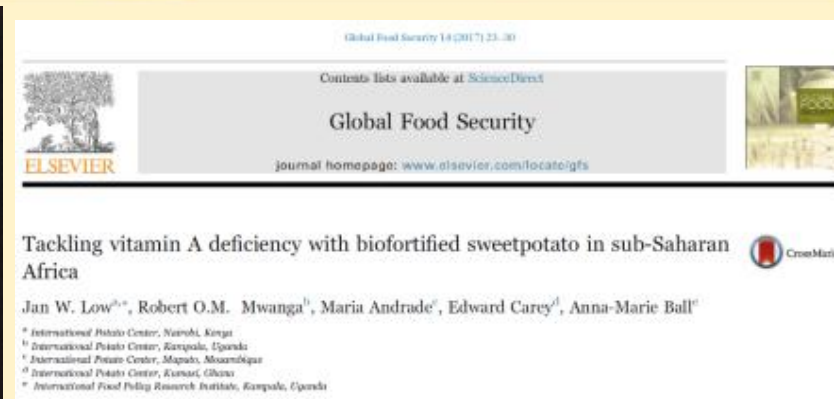 Global Food Security 14 (2017) 23–30
Contents lists available at ScienceDirect
Global Food Security
journal homepage: www.elsevier.com/locate/gfs
ELSEVIER
FOOD
Tackling vitamin A deficiency with biofortified sweetpotato in sub-Saharan
Africa
CrossMark
Jan W. Low a,⁎, Robert O.M. Mwanga b, Maria Andrade c, Edward Carey d, Anna-Marie Ball e
a International Potato Center, Nairobi, Kenya
b International Potato Center, Kampala, Uganda
c International Potato Center, Maputo, Mozambique
d International Potato Center, Kumasi, Ghana
e International Food Policy Research Institute, Kampala, Uganda